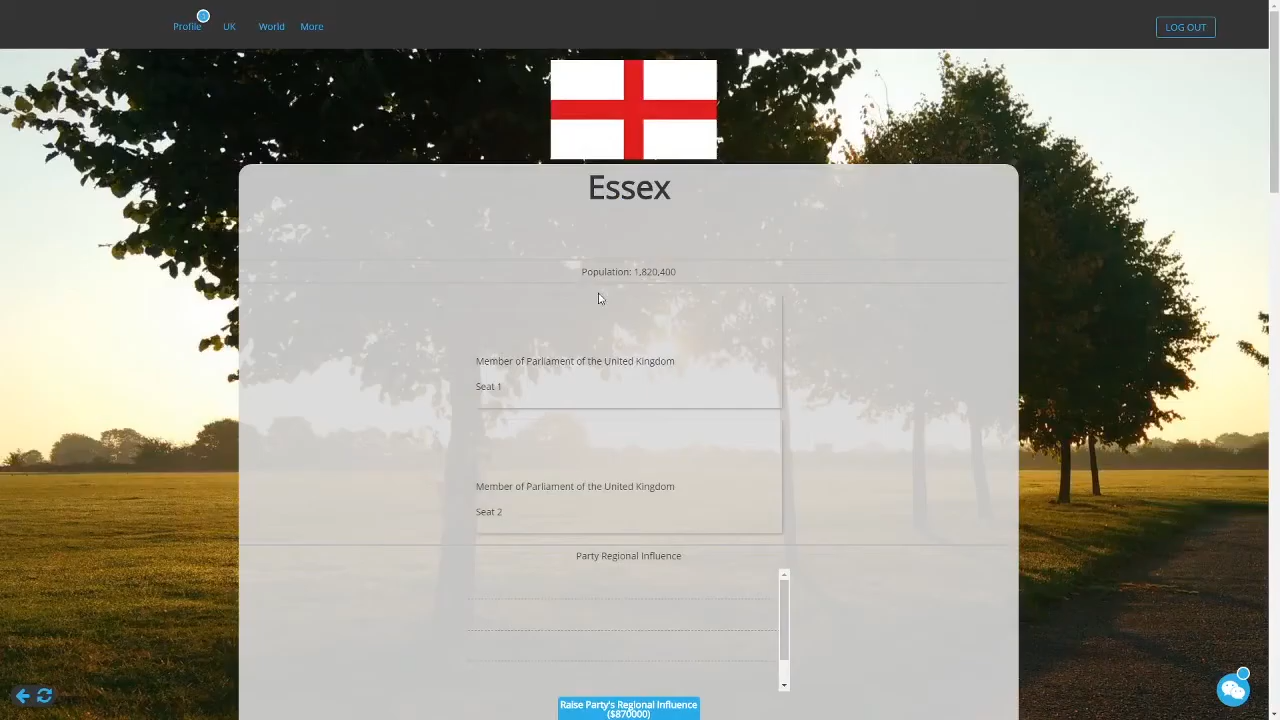 Profile
UK
World
More
LOG OUT
Essex
Population: 1,820,400
Member of Parliament of the United Kingdom
Seat 1
Member of Parliament of the United Kingdom
Seat 2
Party Regional Influence
Raise Party's Regional Influence
($870000)